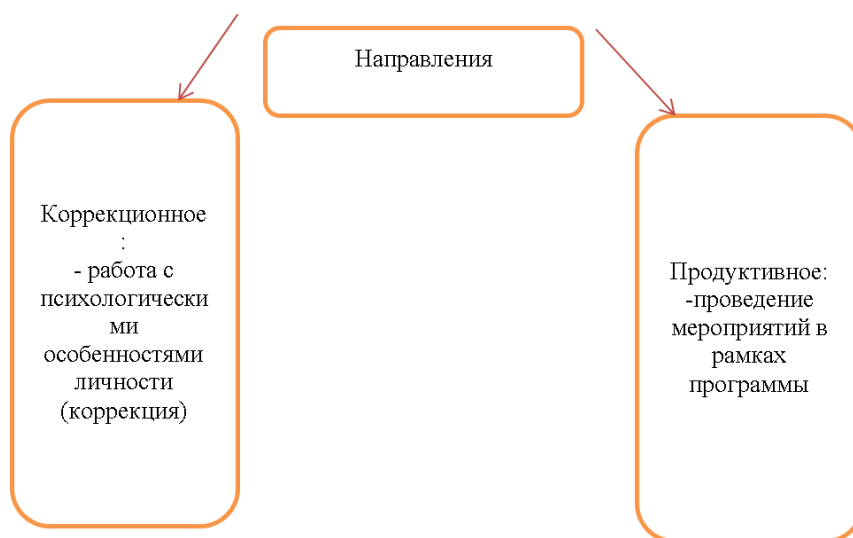 Направления
Коррекционное
:
- работа с
психологически
ми
особенностями
личности
(коррекция)
Продуктивное:
-проведение
мероприятий в
рамках
программы